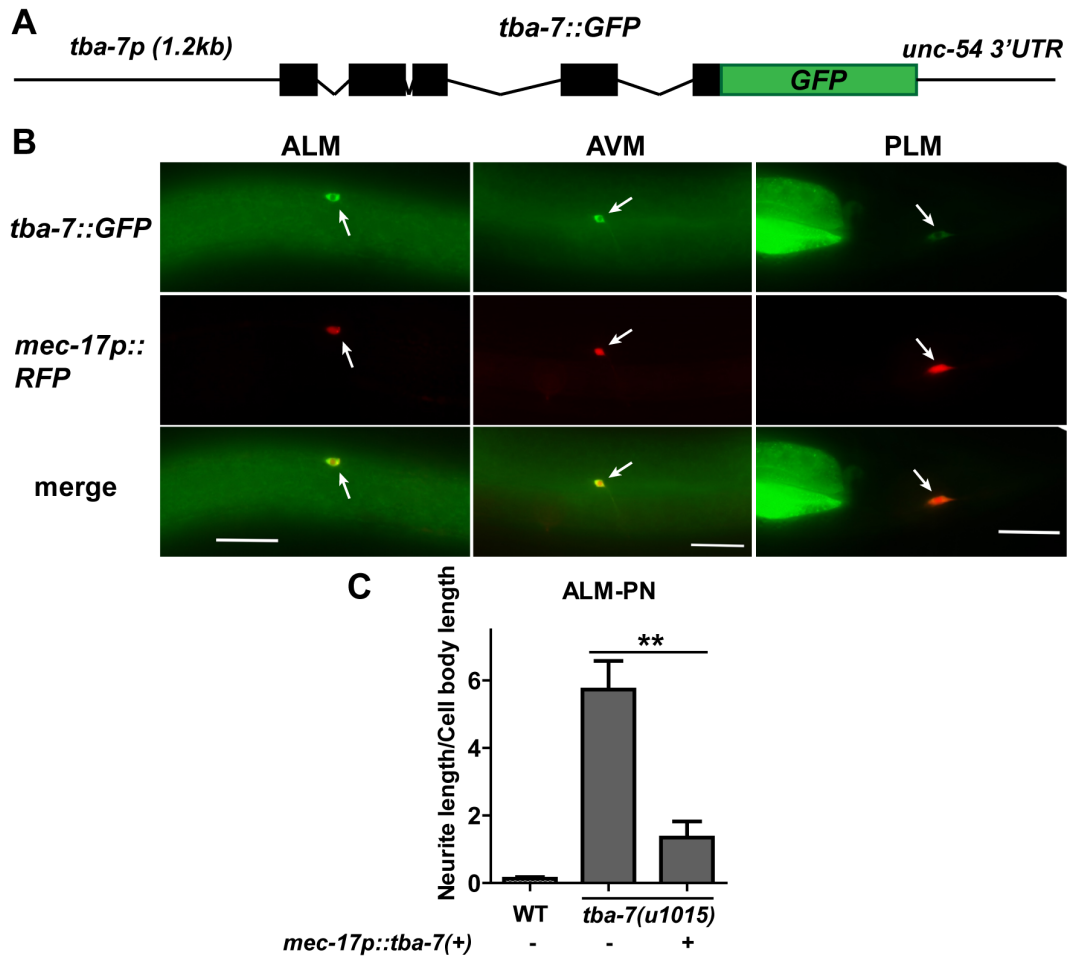 A
tba-7p (1.2kb)
tba-7::GFP
unc-54 3’UTR
GFP
B
ALM
AVM
PLM
tba-7::GFP
mec-17p::
RFP
merge
C
ALM-PN
Neurite length/Cell body length
**
6
4
2
0
WT
tba-7(u1015)
mec-17p::tba-7(+)
-
-
+